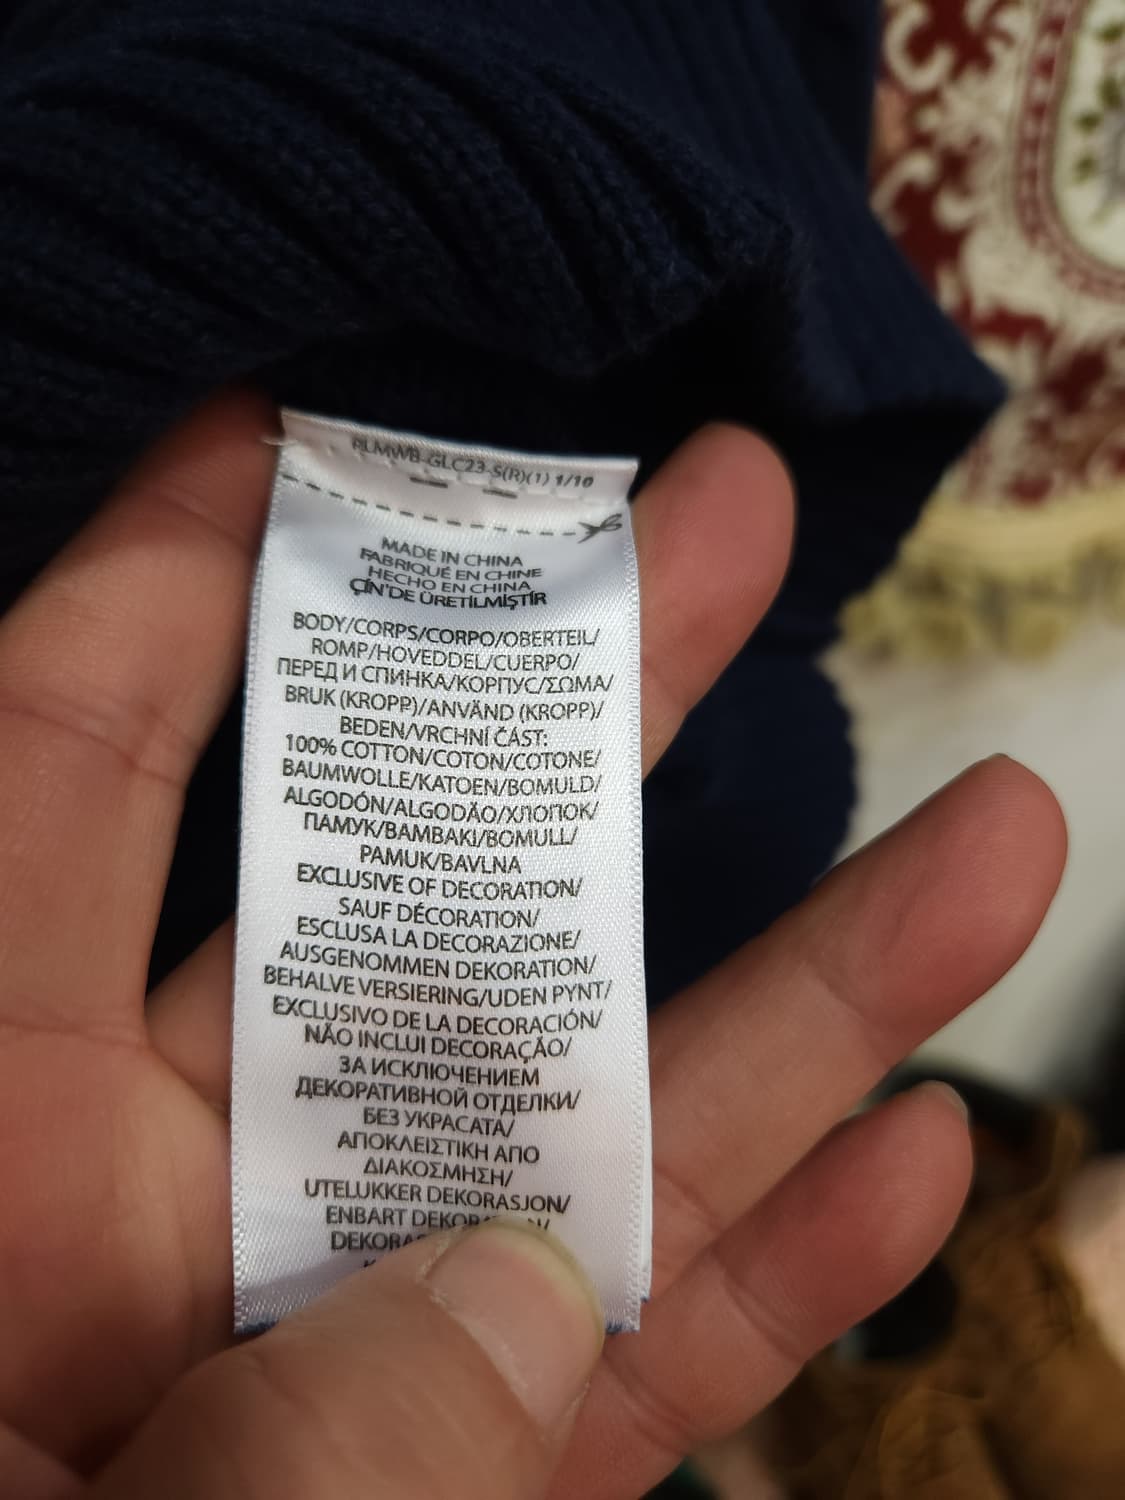 RLMWB-GLC23-S(R)(1) 1/10
MADE IN CHINA
FABRIQUÉ EN CHINE
HECHO EN CHINA
ÇİN'DE ÜRETİLMİŞTİR
BODY/CORPS/CORPO/OBERTEIL/
ROMP/HOVEDDEL/CUERPO/
ПЕРЕД И СПИНКА/КОРПУС/ΣΩΜΑ/
BRUK (KROPP)/ANVÄND (KROPP)/
BEDEN/VRCHNÍ ČÁST:
100% COTTON/COTON/COTONE/
BAUMWOLLE/KATOEN/BOMULD/
ALGODÓN/ALGODÃO/ХЛОПОК/
ПАМУК/BAMBAKI/BOMULL/
PAMUK/BAVLNA
EXCLUSIVE OF DECORATION/
SAUF DÉCORATION/
ESCLUSA LA DECORAZIONE/
AUSGENOMMEN DEKORATION/
BEHALVE VERSIERING/UDEN PYNT/
EXCLUSIVO DE LA DECORACIÓN/
NÃO INCLUI DECORAÇÃO/
ЗА ИСКЛЮЧЕНИЕМ
ДЕКОРАТИВНОЙ ОТДЕЛКИ/
БЕЗ УКРАСАТА/
ΑΠΟΚΛΕΙΣΤΙΚΗ ΑΠΟ
ΔΙΑΚΟΣΜΗΣΗ/
UTELUKKER DEKORASJON/
ENBART